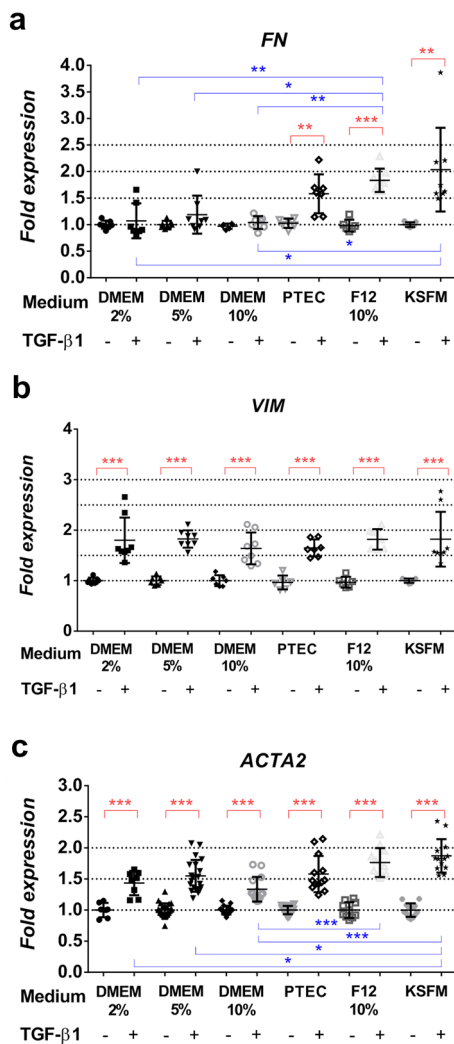 a
FN
Fold expression
4.0
3.5
3.0
2.5
2.0
1.5
1.0
0.5
0
** * ** ** *** **
* *
Medium DMEM 2% DMEM 5% DMEM 10% PTEC F12 10% KSFM
TGF-β1 - + - + - + - + - + - +
b
VIM
Fold expression
4
3
2
1
0
*** *** *** *** *** ***
Medium DMEM 2% DMEM 5% DMEM 10% PTEC F12 10% KSFM
TGF-β1 - + - + - + - + - + - +
c
ACTA2
Fold expression
3.0
2.5
2.0
1.5
1.0
0.5
0.0
*** *** *** *** *** ***
***
***
*
*
Medium DMEM 2% DMEM 5% DMEM 10% PTEC F12 10% KSFM
TGF-β1 - + - + - + - + - + - +